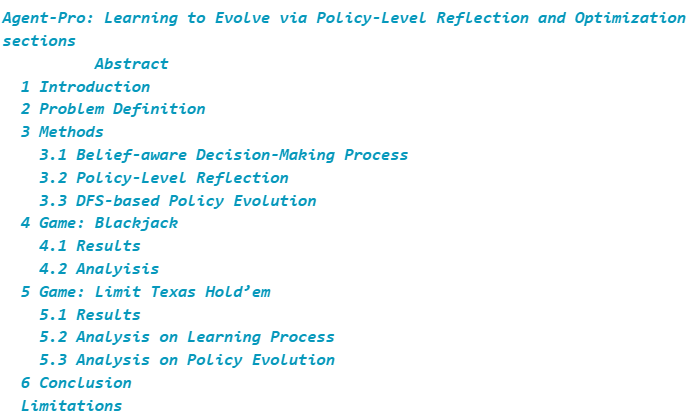 Agent-Pro: Learning to Evolve via Policy-Level Reflection and Optimization
sections
Abstract
1 Introduction
2 Problem Definition
3 Methods
3.1 Belief-aware Decision-Making Process
3.2 Policy-Level Reflection
3.3 DFS-based Policy Evolution
4 Game: Blackjack
4.1 Results
4.2 Analyisis
5 Game: Limit Texas Hold’em
5.1 Results
5.2 Analysis on Learning Process
5.3 Analysis on Policy Evolution
6 Conclusion
Limitations